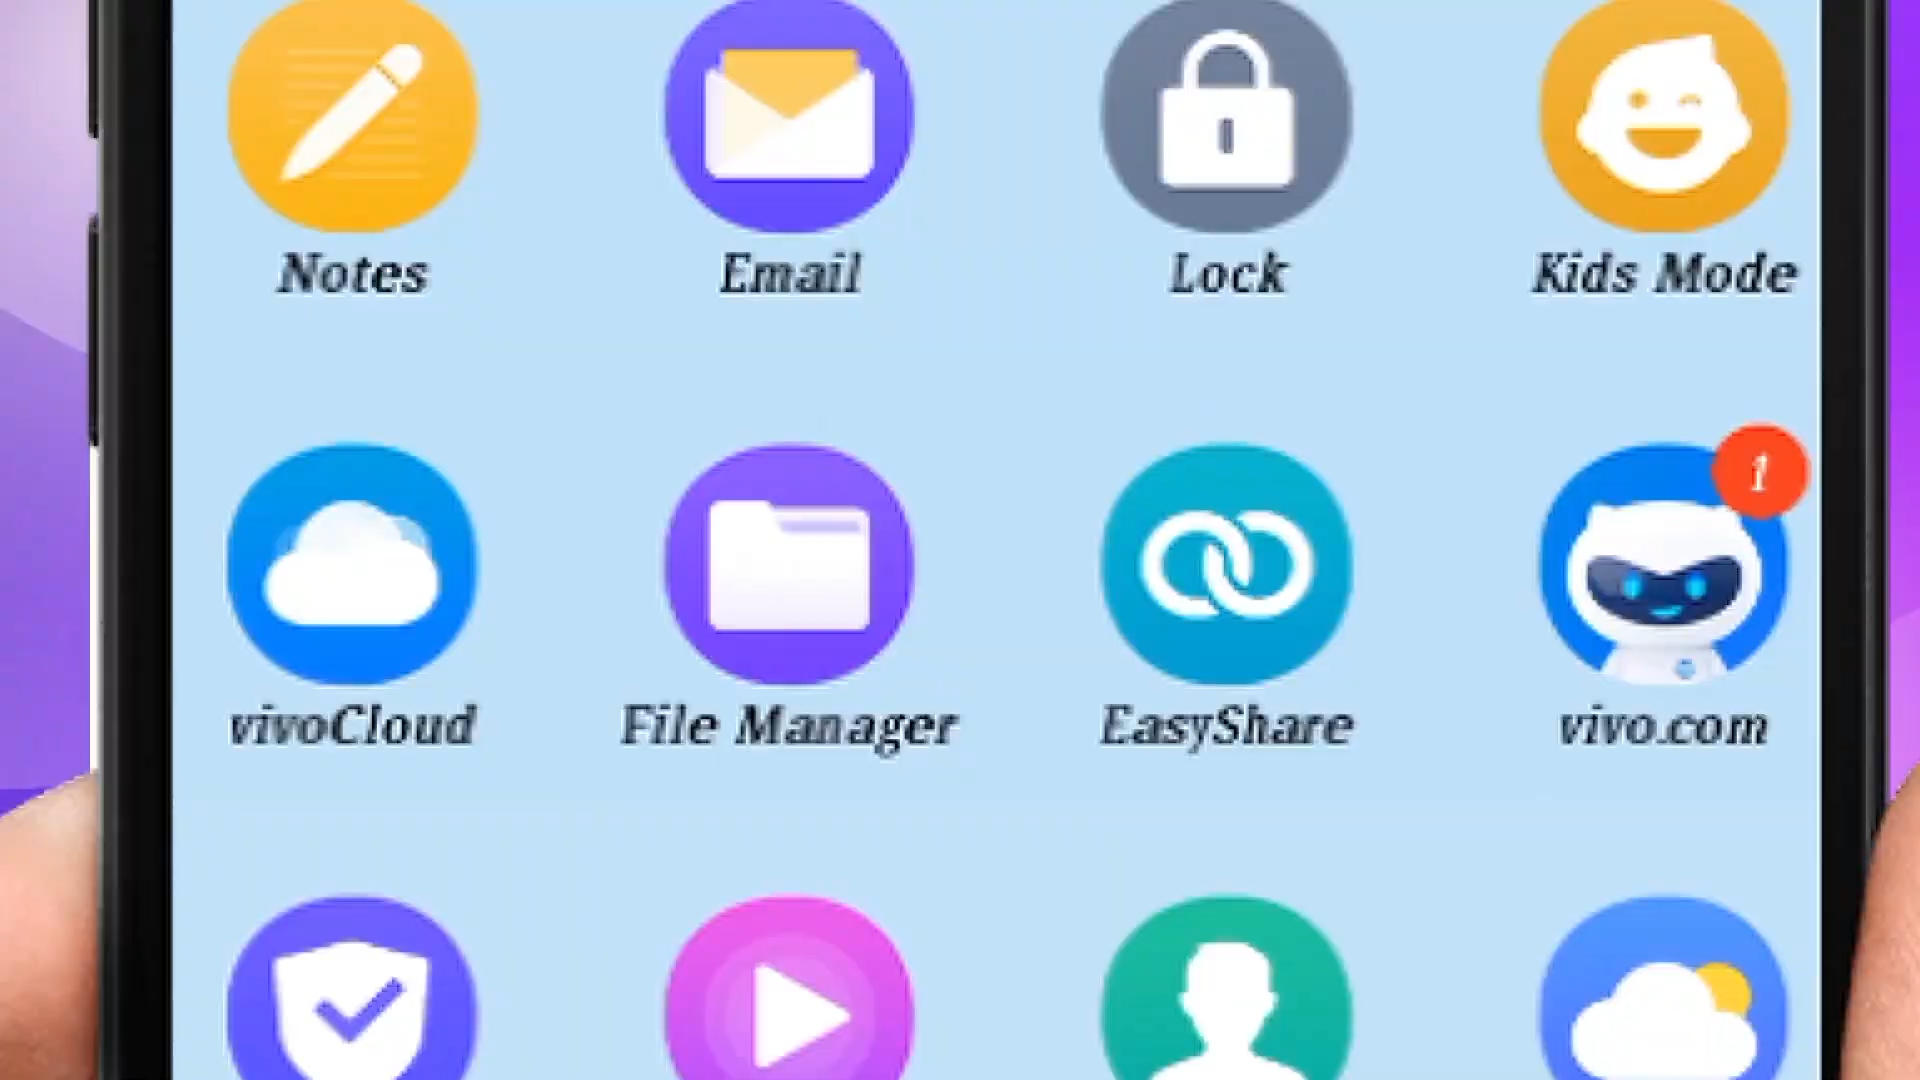 Notes
Email
Lock
Kids Mode
1
vivoCloud
File Manager
EasyShare
vivo.com